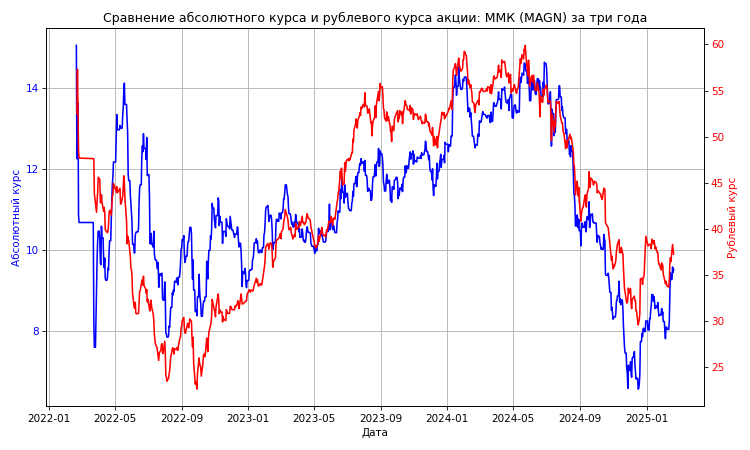 Сравнение абсолютного курса и рублевого курса акции: ММК (MAGN) за три года
Абсолютный курс
14
12
10
8
60
55
50
45
40
35
30
25
Рублевый курс
2022-01 2022-05 2022-09 2023-01 2023-05 2023-09 2024-01 2024-05 2024-09 2025-01
Дата